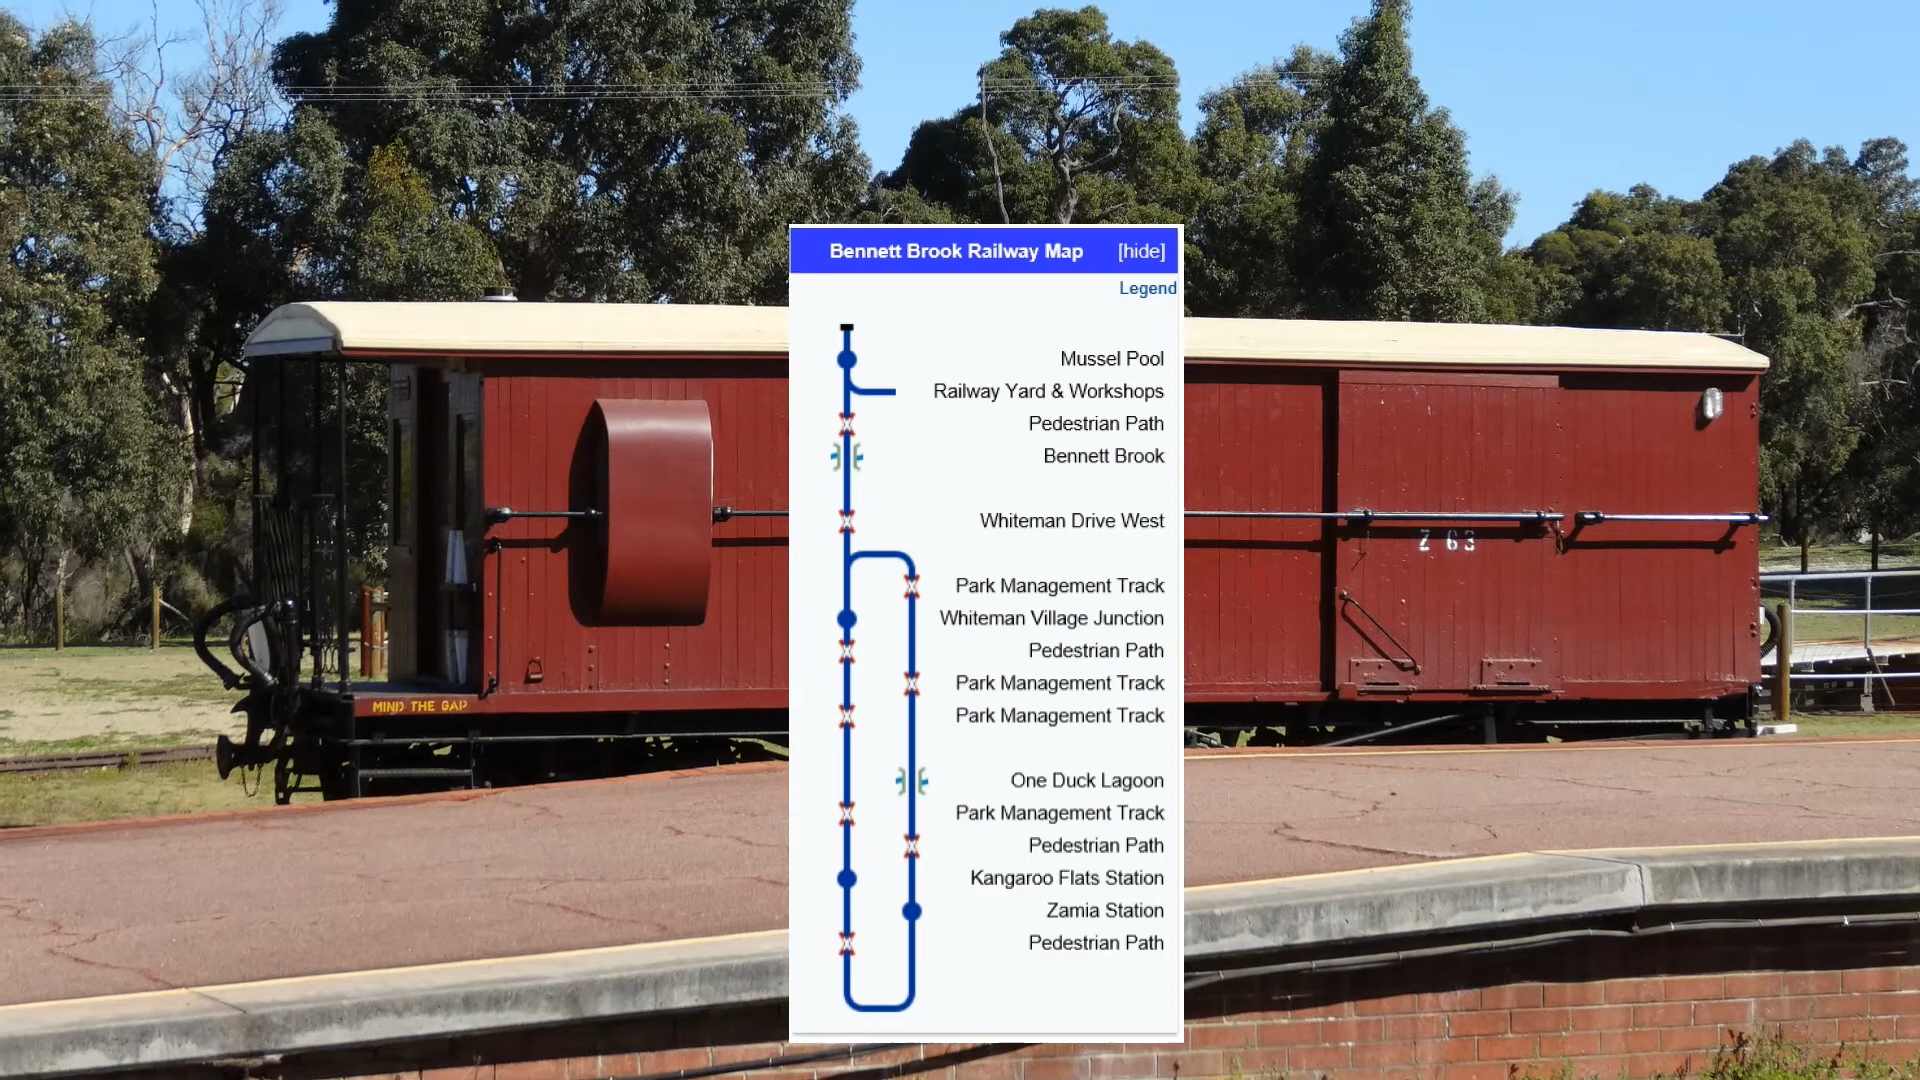 Bennett Brook Railway Map [hide]
Legend
Mussel Pool
Railway Yard & Workshops
Pedestrian Path
Bennett Brook
Whiteman Drive West
Park Management Track
Whiteman Village Junction
Pedestrian Path
Park Management Track
Park Management Track
One Duck Lagoon
Park Management Track
Pedestrian Path
Kangaroo Flats Station
Zamia Station
Pedestrian Path
Z 63
MIND THE GAP